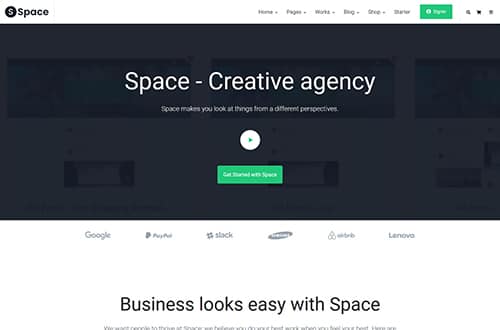 S Space
Home Pages Works Blog Shop Starter Signin
Space - Creative agency
Space makes you look at things from a different perspectives.
Get Started with Space
Google PayPal slack SAMSUNG airbnb Lenovo
Business looks easy with Space
We want people to thrive at Space; we believe you do your best work when you feel your best. Here are